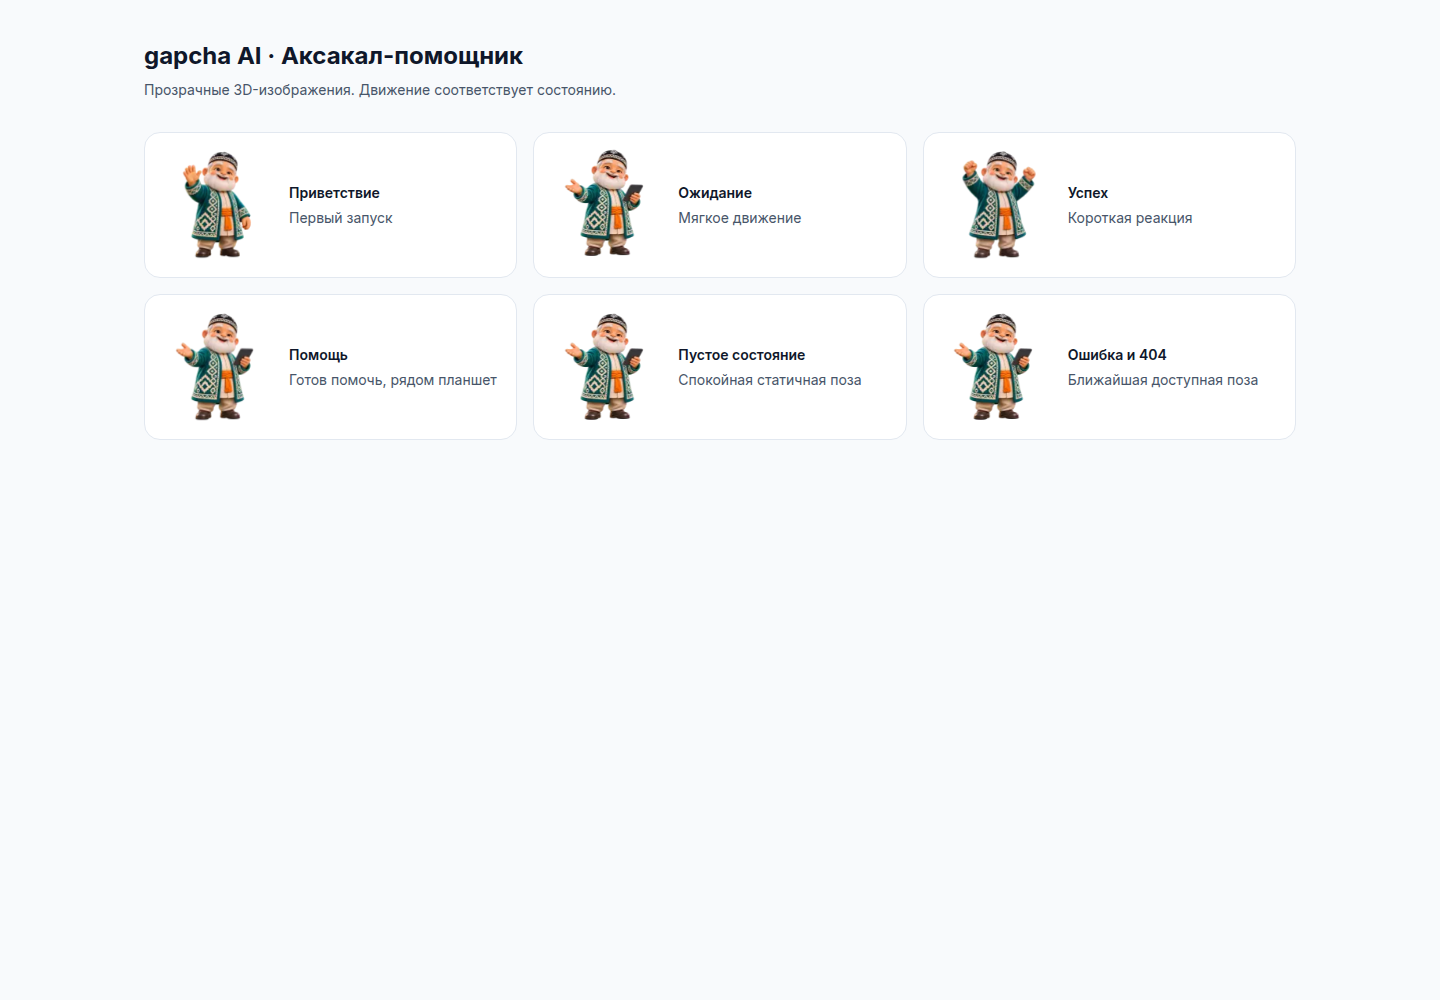 gapcha AI · Аксакал-помощник
Прозрачные 3D-изображения. Движение соответствует состоянию.
Приветствие
Первый запуск
Ожидание
Мягкое движение
Успех
Короткая реакция
Помощь
Готов помочь, рядом планшет
Пустое состояние
Спокойная статичная поза
Ошибка и 404
Ближайшая доступная поза